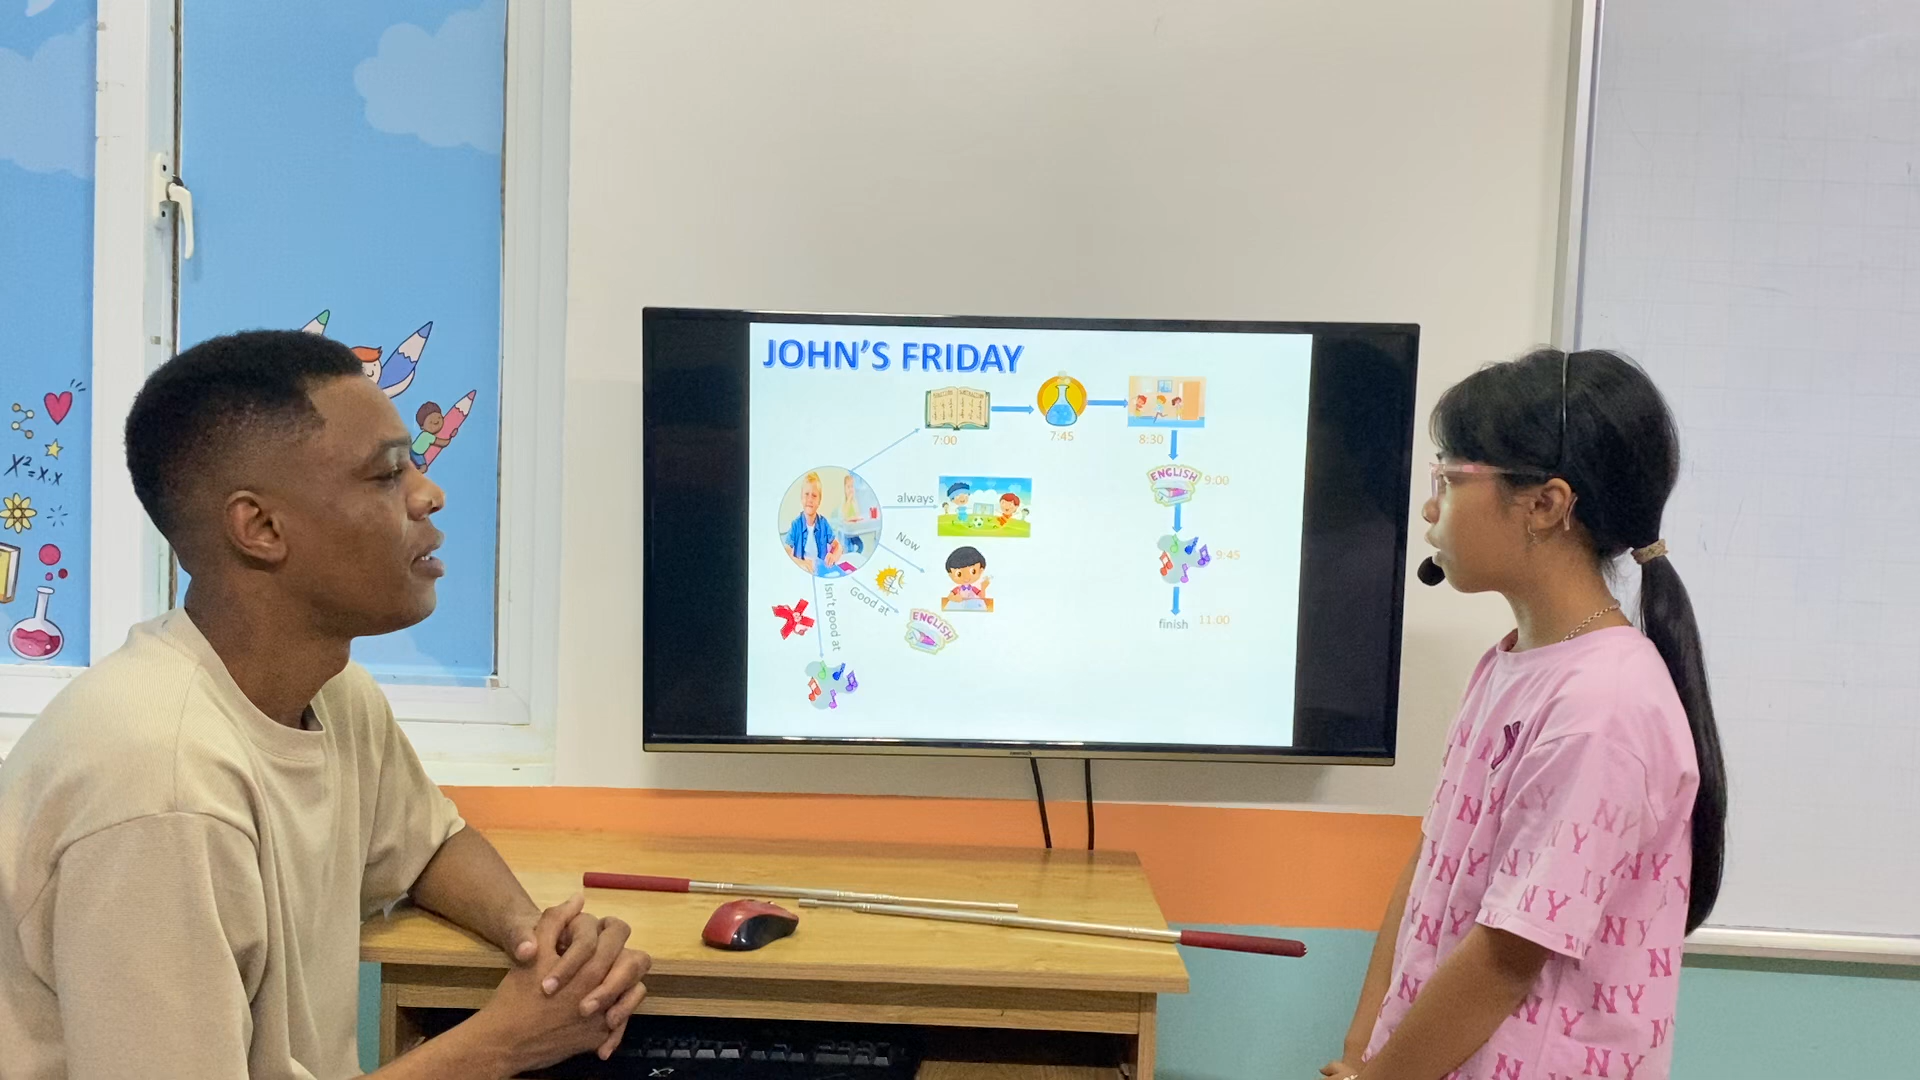 JOHN'S FRIDAY
7:00
7:45
8:30
ENGLISH
9:00
always
Now
9:45
Good at
Isn't good at
ENGLISH
finish 11:00
X²=X·X
NY